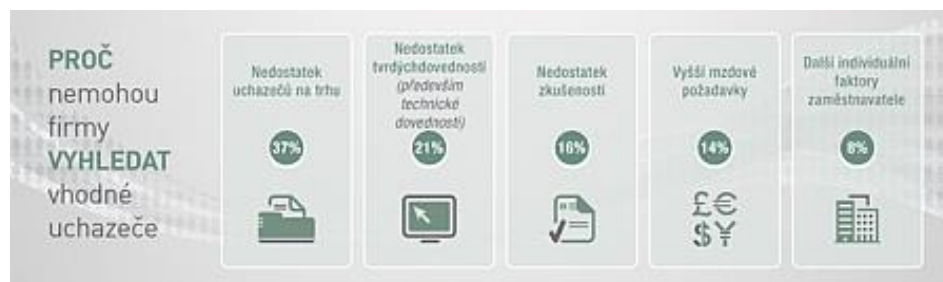 PROČ
nemohou
firmy
VYHLEDAT
vhodné
uchazeče
Nedostatek
uchazečů na trhu
37%
Nedostatek
tvrdýchdovedností
(především
technické
dovednosti)
21%
Nedostatek
zkušeností
16%
Vyšší mzdové
požadavky
14%
£€
$¥
Další individuální
faktory
zaměstnavatele
8%